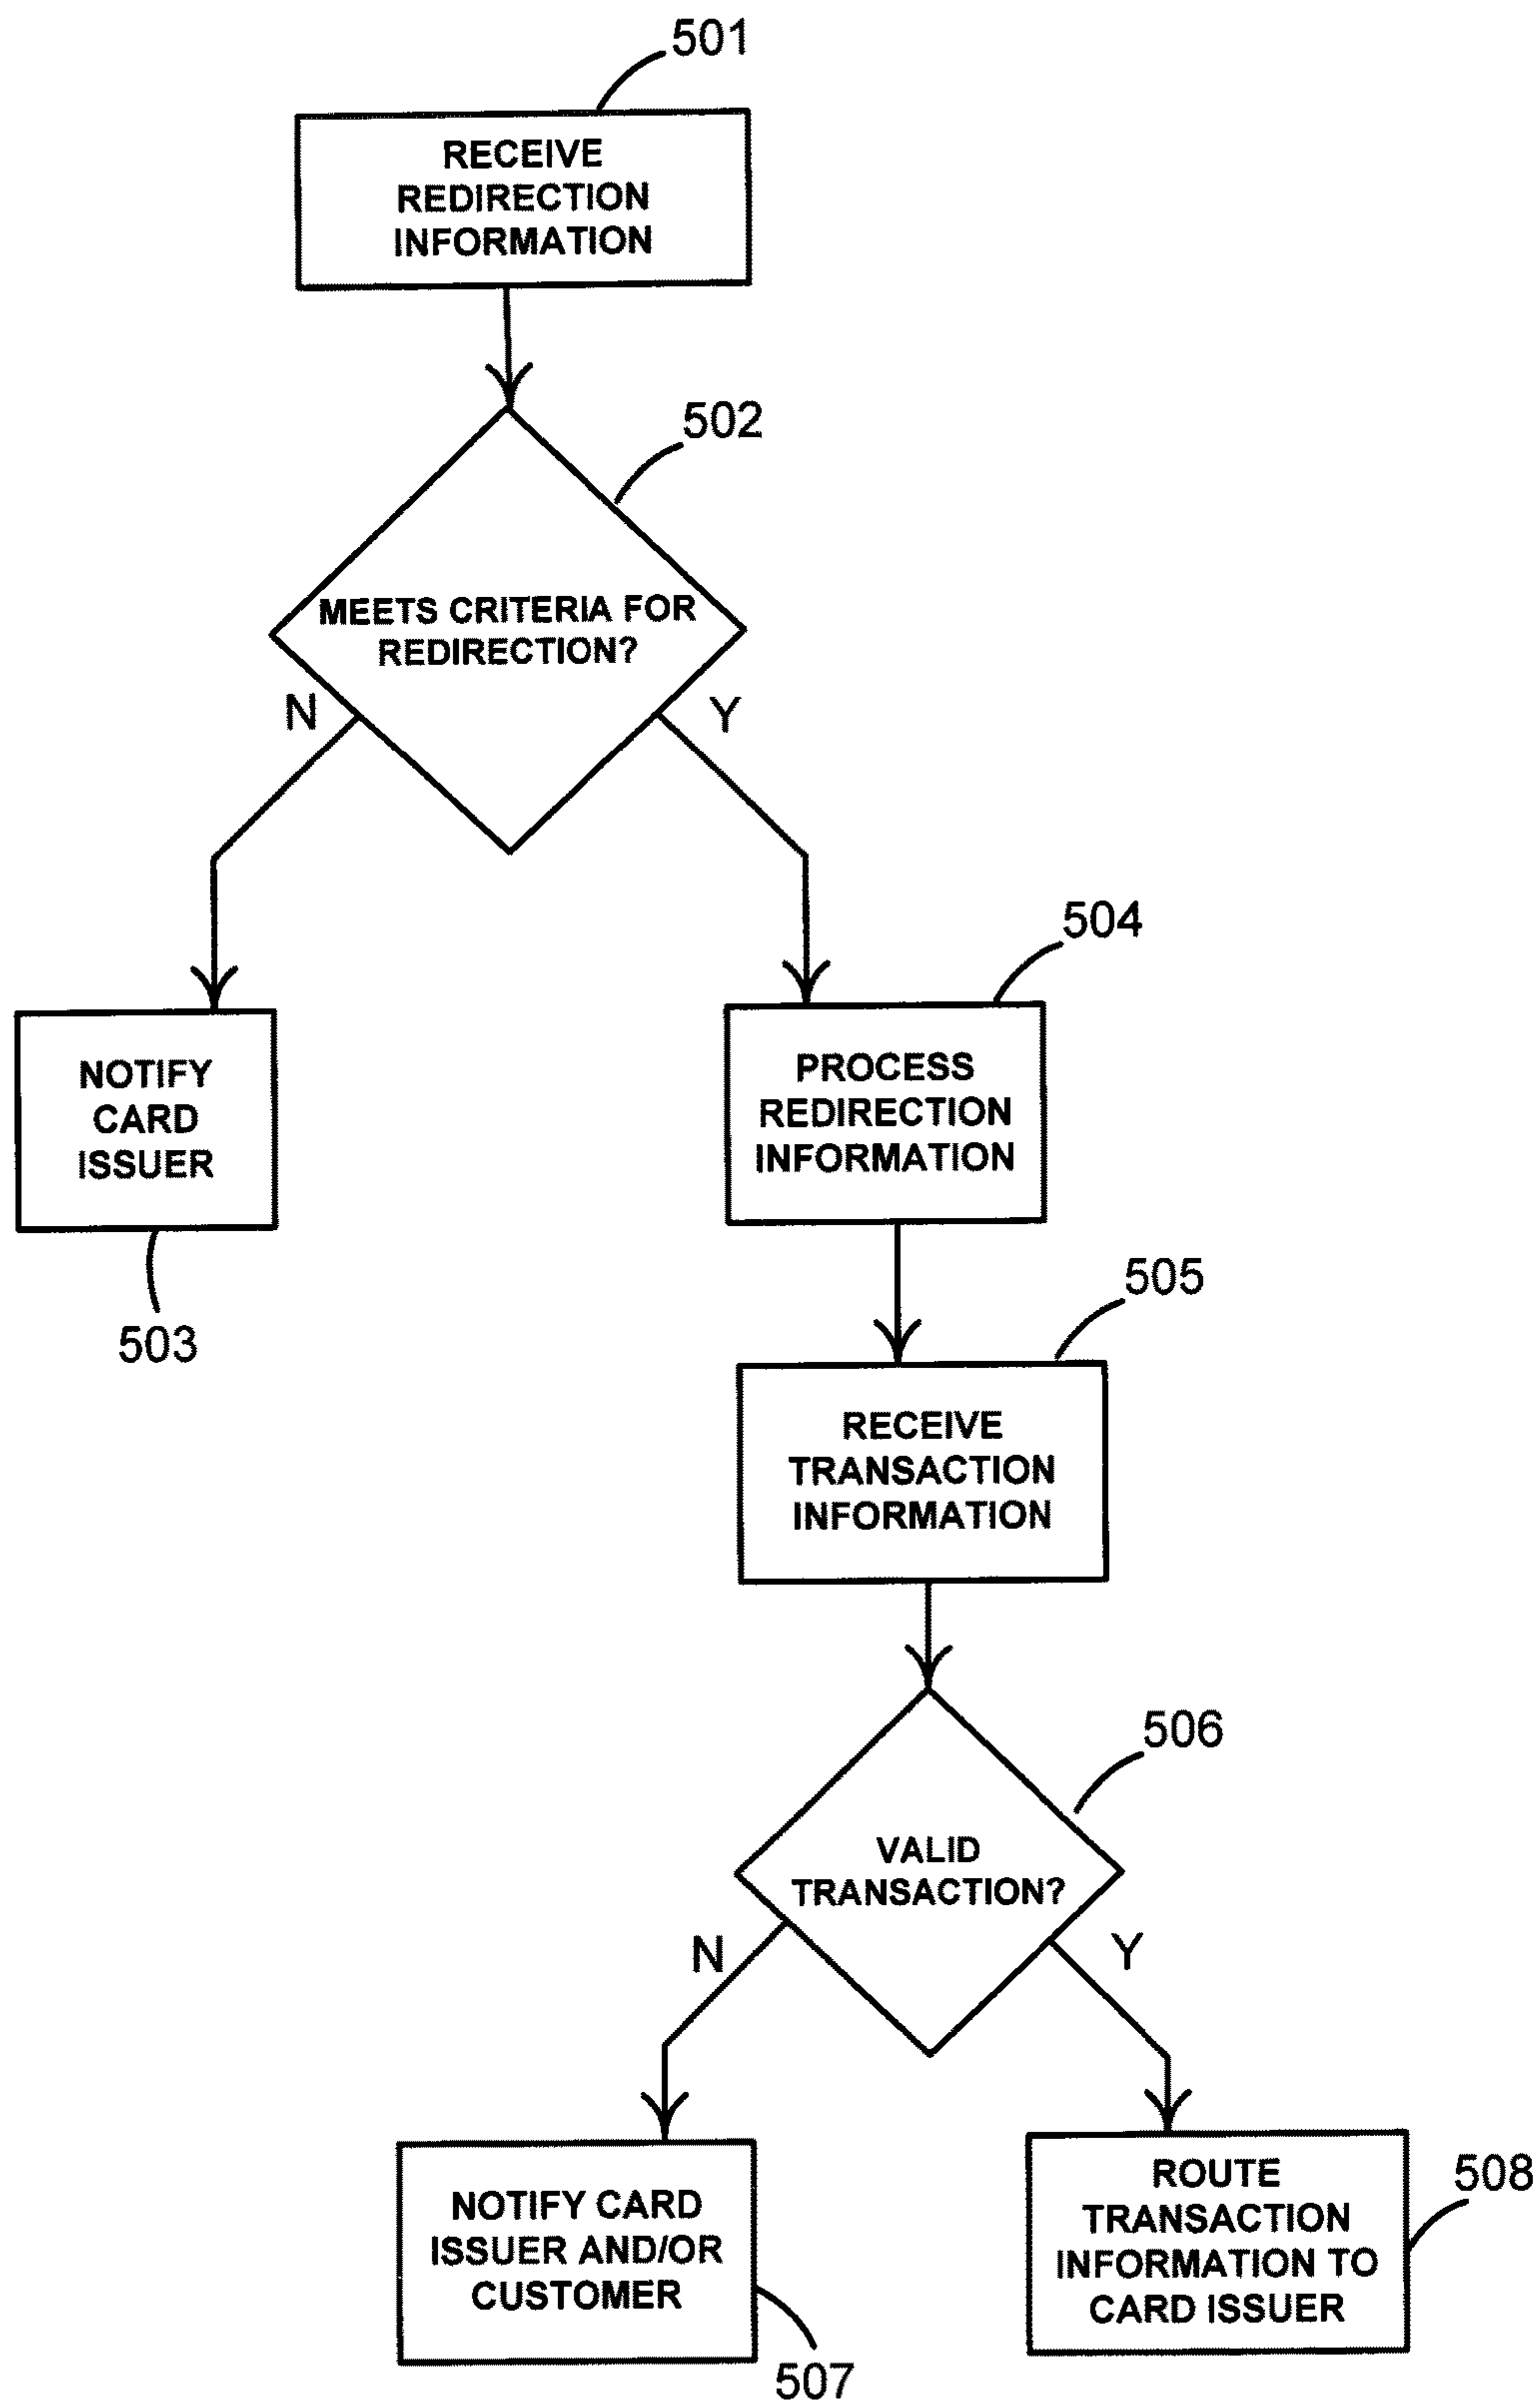 501
RECEIVE
REDIRECTION
INFORMATION
502
MEETS CRITERIA FOR
REDIRECTION?
N
Y
504
NOTIFY
CARD
ISSUER
503
PROCESS
REDIRECTION
INFORMATION
505
RECEIVE
TRANSACTION
INFORMATION
506
VALID
TRANSACTION?
N
Y
NOTIFY CARD
ISSUER AND/OR
CUSTOMER
507
ROUTE
TRANSACTION
INFORMATION TO
CARD ISSUER
508